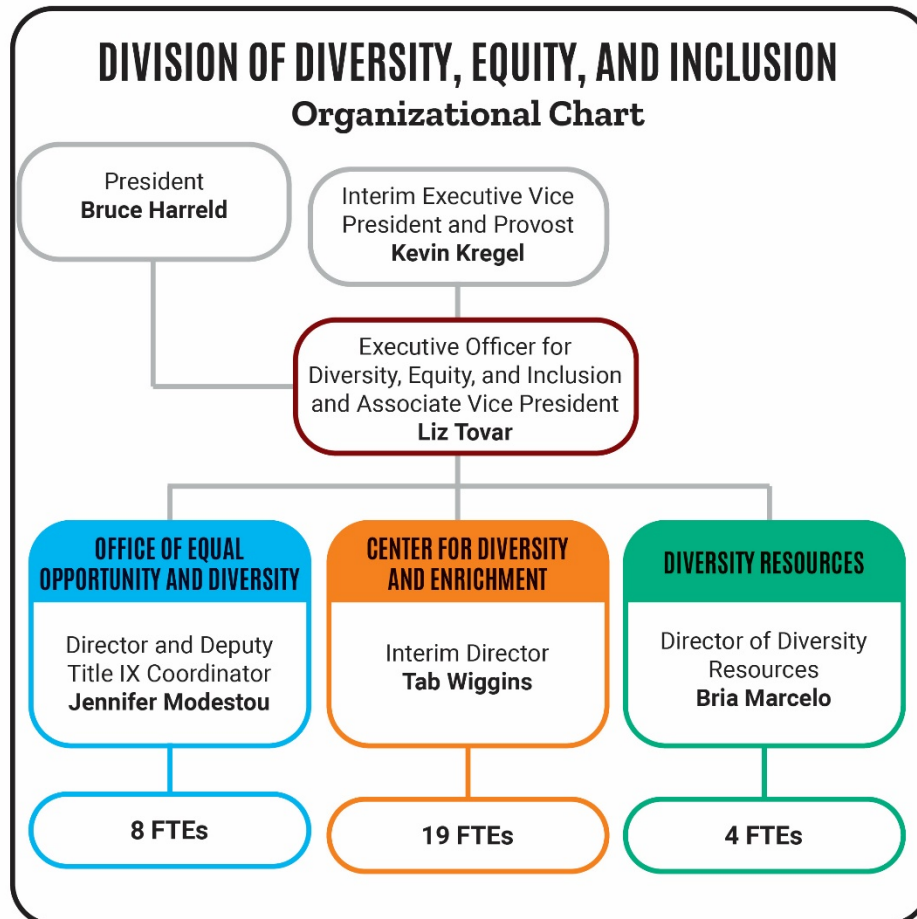 DIVISION OF DIVERSITY, EQUITY, AND INCLUSION
Organizational Chart
President
Bruce Harreld
Interim Executive Vice
President and Provost
Kevin Kregel
Executive Officer for
Diversity, Equity, and Inclusion
and Associate Vice President
Liz Tovar
OFFICE OF EQUAL
OPPORTUNITY AND DIVERSITY
Director and Deputy
Title IX Coordinator
Jennifer Modestou
8 FTEs
CENTER FOR DIVERSITY
AND ENRICHMENT
Interim Director
Tab Wiggins
19 FTEs
DIVERSITY RESOURCES
Director of Diversity
Resources
Bria Marcelo
4 FTEs